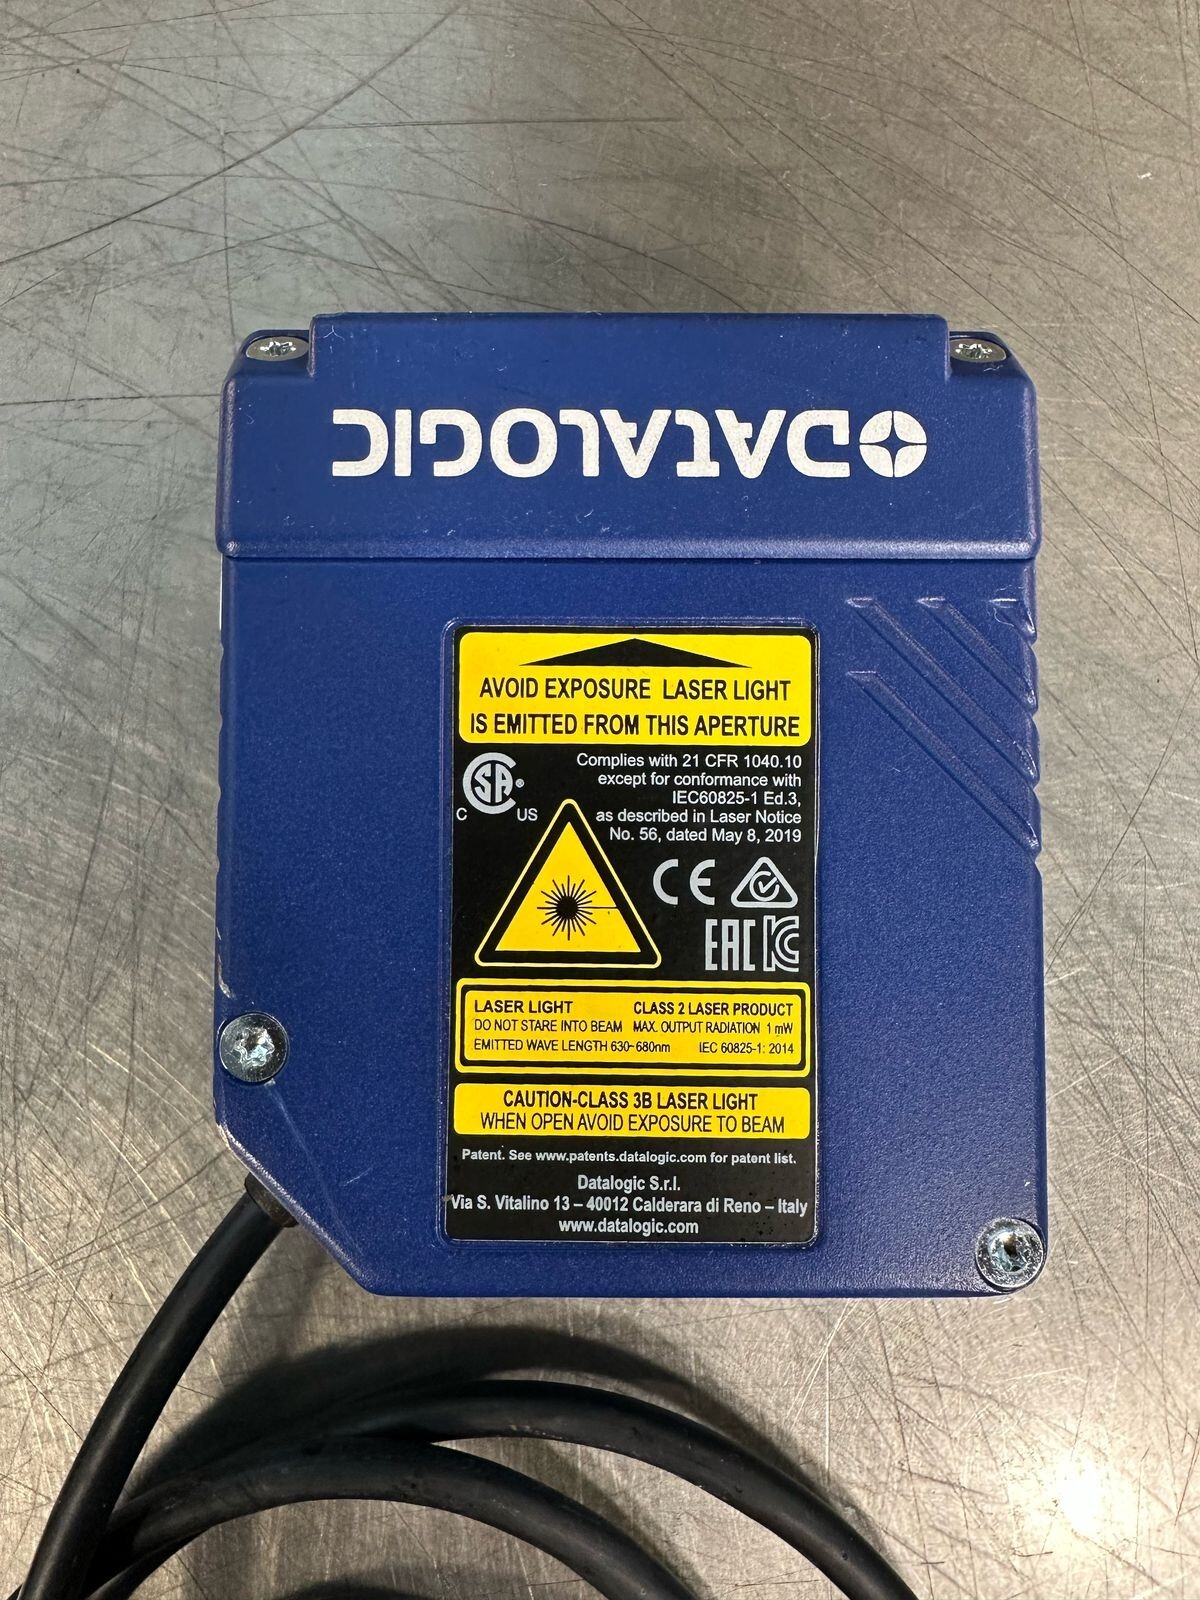 DATALOGIC
AVOID EXPOSURE LASER LIGHT
IS EMITTED FROM THIS APERTURE
Complies with 21 CFR 1040.10
except for conformance with
IEC60825-1 Ed.3,
as described in Laser Notice
No. 56, dated May 8, 2019
CSA®
C US
CE
EAC KC
LASER LIGHT CLASS 2 LASER PRODUCT
DO NOT STARE INTO BEAM MAX. OUTPUT RADIATION 1 mW
EMITTED WAVE LENGTH 630~680nm IEC 60825-1: 2014
CAUTION-CLASS 3B LASER LIGHT
WHEN OPEN AVOID EXPOSURE TO BEAM
Patent. See www.patents.datalogic.com for patent list.
Datalogic S.r.l.
Via S. Vitalino 13 – 40012 Calderara di Reno – Italy
www.datalogic.com